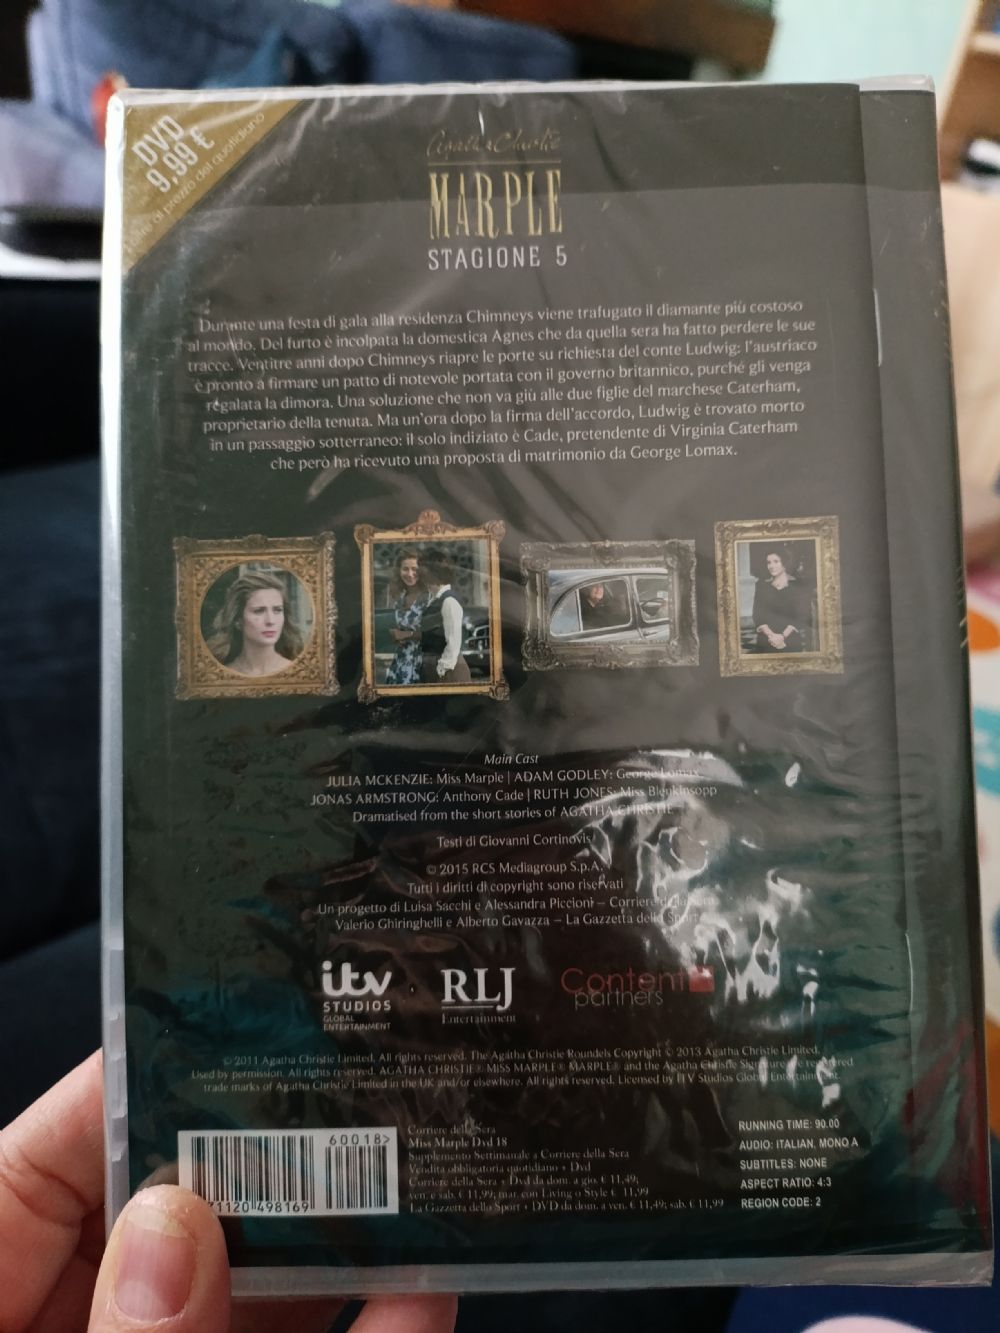 DVD
9,99 €
oltre al prezzo del quotidiano
Agatha Christie
MARPLE
STAGIONE 5
Durante una festa di gala alla residenza Chimneys viene trafugato il diamante più costoso
al mondo. Del furto è incolpata la domestica Agnes che da quella sera ha fatto perdere le sue
tracce. Ventitre anni dopo Chimneys riapre le porte su richiesta del conte Ludwig: l'austriaco
è pronto a firmare un patto di notevole portata con il governo britannico, purché gli venga
regalata la dimora. Una soluzione che non va giù alle due figlie del marchese Caterham,
proprietario della tenuta. Ma un'ora dopo la firma dell'accordo, Ludwig è trovato morto
in un passaggio sotterraneo: il solo indiziato è Cade, pretendente di Virginia Caterham
che però ha ricevuto una proposta di matrimonio da George Lomax.
Main Cast
JULIA MCKENZIE: Miss Marple | ADAM GODLEY: George Lomax
JONAS ARMSTRONG: Anthony Cade | RUTH JONES: Miss Blenkinsopp
Dramatised from the short stories of AGATHA CHRISTIE
Testi di Giovanni Cortinovis
© 2015 RCS Mediagroup S.p.A.
Tutti i diritti di copyright sono riservati
Un progetto di Luisa Sacchi e Alessandra Piccioni – Corriere della Sera
Valerio Ghiringhelli e Alberto Gavazza – La Gazzetta dello Sport
itv
STUDIOS
GLOBAL
ENTERTAINMENT
RLJ
Entertainment
Content
partners
© 2011 Agatha Christie Limited. All rights reserved. The Agatha Christie Roundels Copyright © 2013 Agatha Christie Limited.
Used by permission. All rights reserved. AGATHA CHRISTIE® MISS MARPLE® MARPLE® and the Agatha Christie Signature are registered
trade marks of Agatha Christie Limited in the UK and/or elsewhere. All rights reserved. Licensed by ITV Studios Global Entertainment.
60018>
71120 498169
Corriere della Sera
Miss Marple Dvd 18
Supplemento Settimanale a Corriere della Sera
Vendita obbligatoria quotidiano + Dvd
Corriere della Sera + Dvd da dom. a gio. € 11,49;
ven. e sab. € 11,99; mar. con Living o Style € 11,99
La Gazzetta dello Sport + DVD da dom. a ven. € 11,49; sab. € 11,99
RUNNING TIME: 90.00
AUDIO: ITALIAN, MONO A
SUBTITLES: NONE
ASPECT RATIO: 4:3
REGION CODE: 2